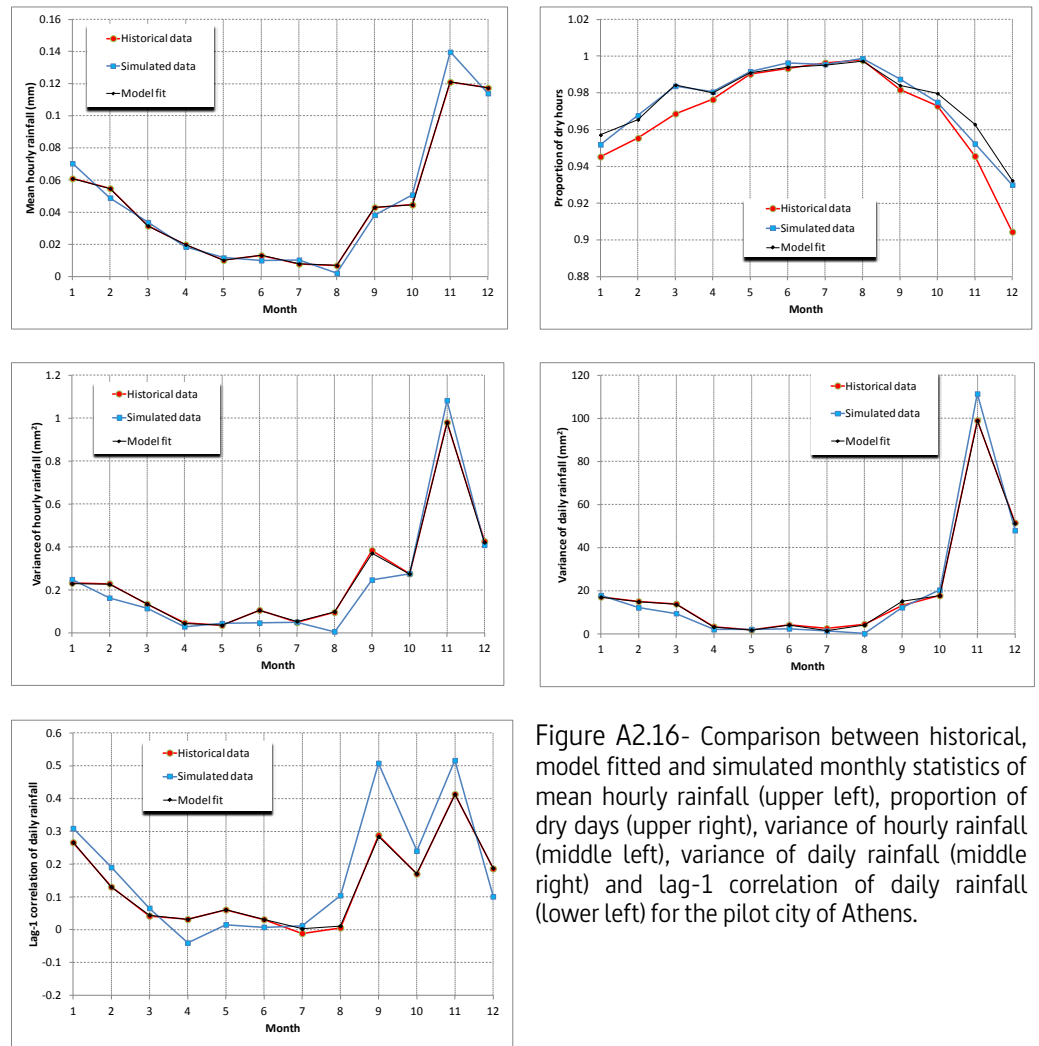 Mean hourly rainfall (mm)
0.16
0.14
0.12
0.1
0.08
0.06
0.04
0.02
0
Historical data
Simulated data
Model fit
1 2 3 4 5 6 7 8 9 10 11 12
Month
Proportion of dry hours
1.02
1
0.98
0.96
0.94
0.92
0.9
0.88
Historical data
Simulated data
Model fit
1 2 3 4 5 6 7 8 9 10 11 12
Month
Variance of hourly rainfall (mm²)
1.2
1
0.8
0.6
0.4
0.2
0
Historical data
Simulated data
Model fit
1 2 3 4 5 6 7 8 9 10 11 12
Month
Variance of daily rainfall (mm²)
120
100
80
60
40
20
0
Historical data
Simulated data
Model fit
1 2 3 4 5 6 7 8 9 10 11 12
Month
Lag-1 correlation of daily rainfall
0.6
0.5
0.4
0.3
0.2
0.1
0
-0.1
-0.2
Historical data
Simulated data
Model fit
1 2 3 4 5 6 7 8 9 10 11 12
Month
Figure A2.16- Comparison between historical,
model fitted and simulated monthly statistics of
mean hourly rainfall (upper left), proportion of
dry days (upper right), variance of hourly rainfall
(middle left), variance of daily rainfall (middle
right) and lag-1 correlation of daily rainfall
(lower left) for the pilot city of Athens.